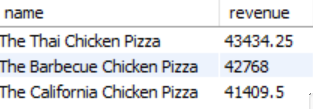 name revenue
The Thai Chicken Pizza 43434.25
The Barbecue Chicken Pizza 42768
The California Chicken Pizza 41409.5